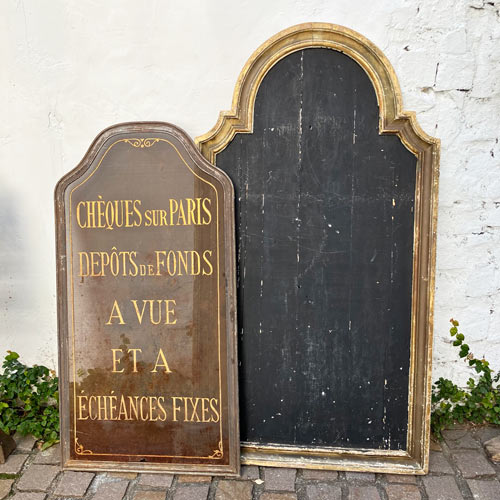 CHÈQUES SUR PARIS
DEPÔTS DE FONDS
A VUE
ET A
ÉCHÉANCES FIXES